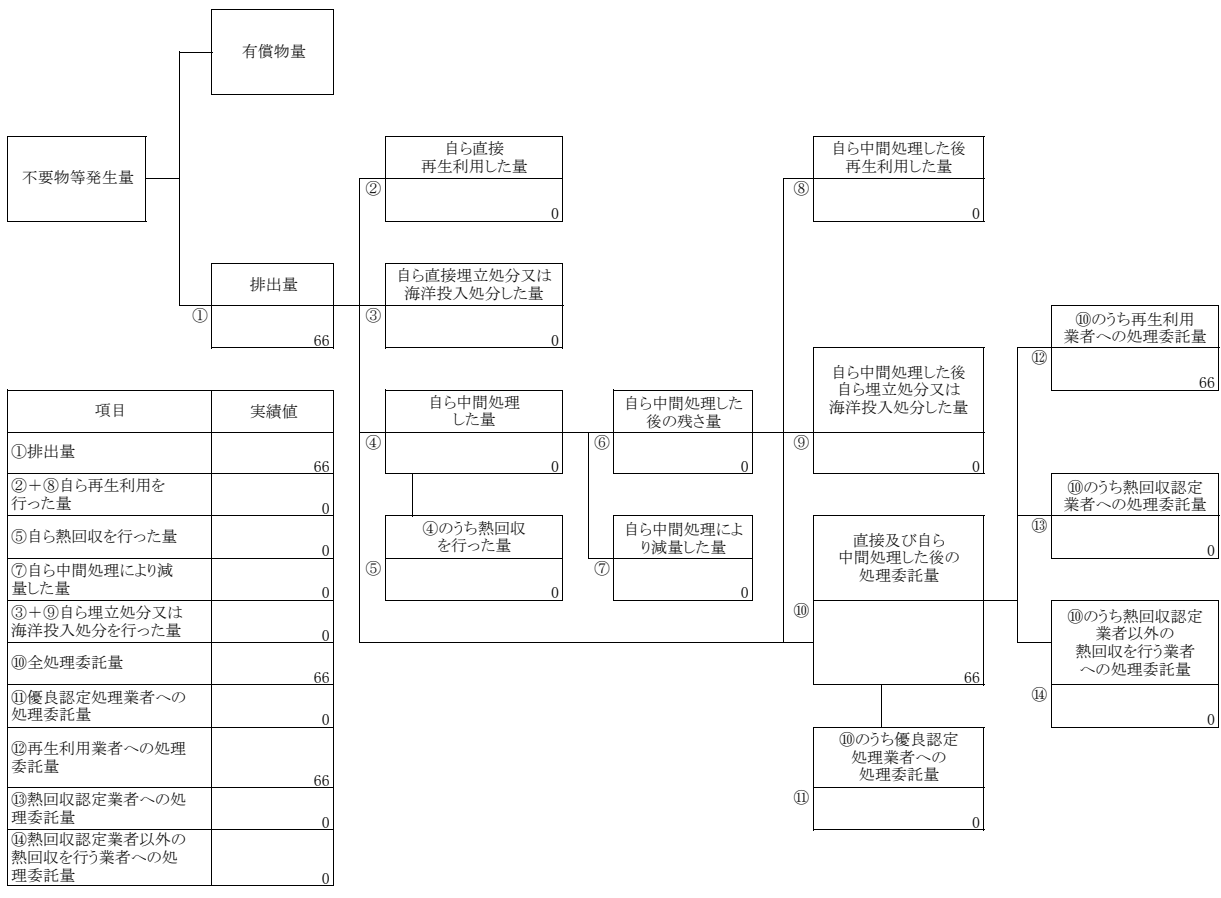 有償物量
不要物等発生量
排出量
①
66
自ら直接
再生利用した量
②
0
自ら直接埋立処分又は
海洋投入処分した量
③
0
自ら中間処理
した量
④
0
④のうち熱回収
を行った量
⑤
0
自ら中間処理した
後の残さ量
⑥
0
自ら中間処理によ
り減量した量
⑦
0
自ら中間処理した後
再生利用した量
⑧
0
自ら中間処理した後
自ら埋立処分又は
海洋投入処分した量
⑨
0
直接及び自ら
中間処理した後の
処理委託量
⑩
66
⑩のうち優良認定
処理業者への
処理委託量
⑪
0
⑩のうち再生利用
業者への処理委託量
⑫
66
⑩のうち熱回収認定
業者への処理委託量
⑬
0
⑩のうち熱回収認定
業者以外の
熱回収を行う業者
への処理委託量
⑭
0
項目 実績値
①排出量
66
②＋⑧自ら再生利用を
行った量
0
⑤自ら熱回収を行った量
0
⑦自ら中間処理により減
量した量
0
③＋⑨自ら埋立処分又は
海洋投入処分を行った量
0
⑩全処理委託量
66
⑪優良認定処理業者への
処理委託量
0
⑫再生利用業者への処理
委託量
66
⑬熱回収認定業者への処
理委託量
0
⑭熱回収認定業者以外の
熱回収を行う業者への処
理委託量
0